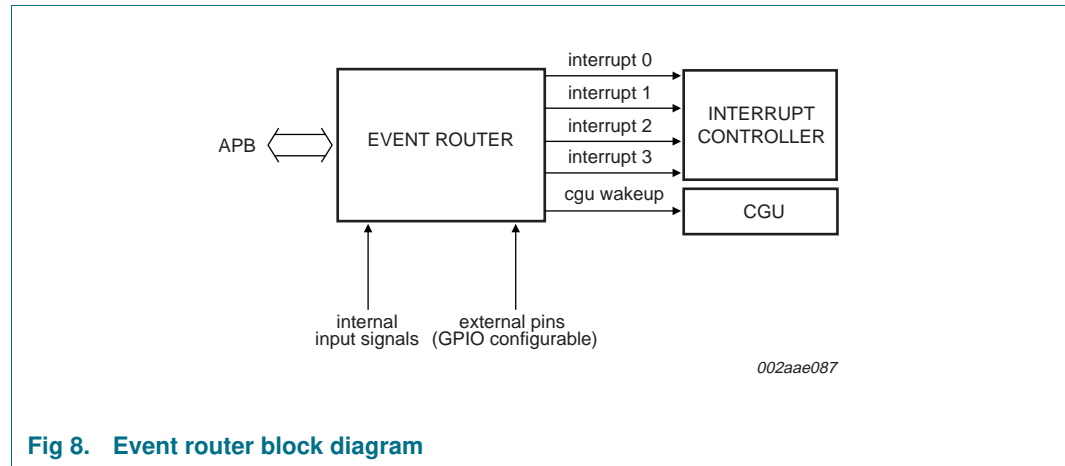 interrupt 0
interrupt 1
interrupt 2
interrupt 3
cgu wakeup
APB
EVENT ROUTER
INTERRUPT
CONTROLLER
CGU
internal
input signals
external pins
(GPIO configurable)
002aae087
Fig 8. Event router block diagram